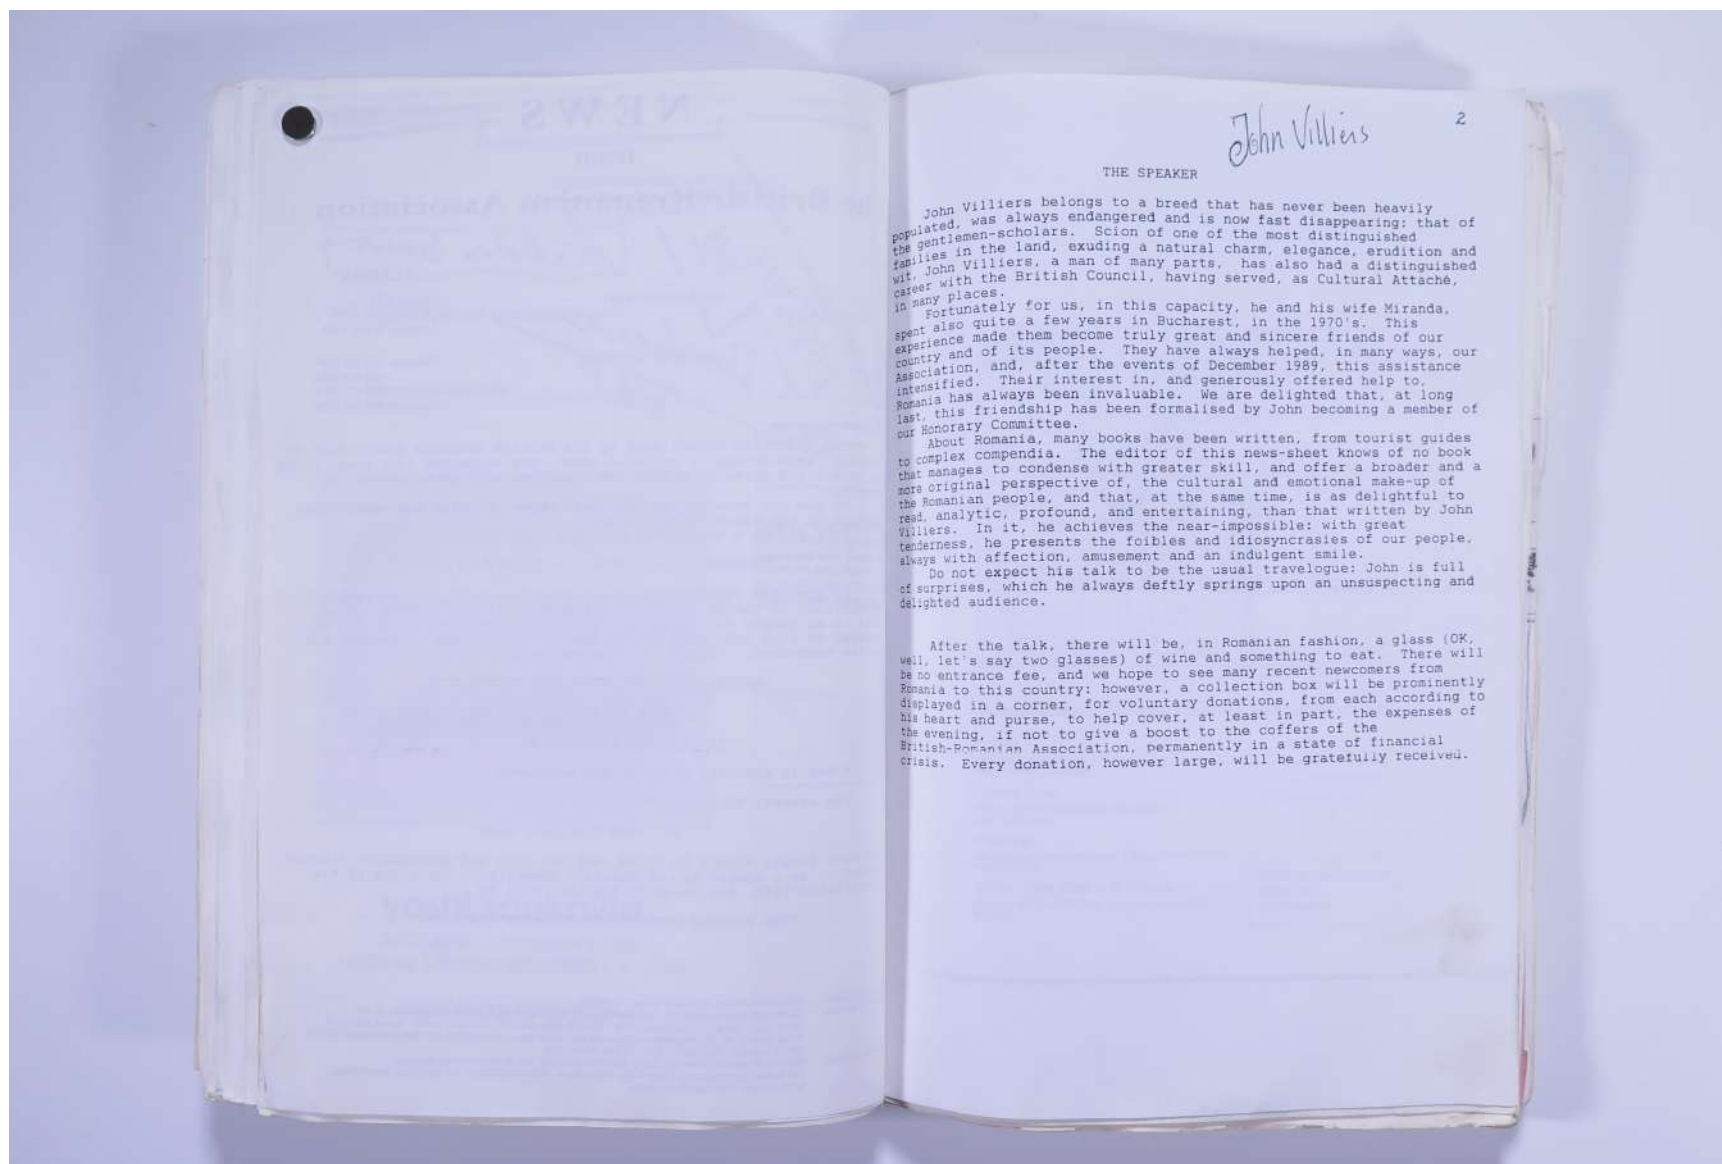 John Villiers
2
THE SPEAKER
John Villiers belongs to a breed that has never been heavily
populated, was always endangered and is now fast disappearing: that of
the gentlemen-scholars. Scion of one of the most distinguished
families in the land, exuding a natural charm, elegance, erudition and
wit, John Villiers, a man of many parts, has also had a distinguished
career with the British Council, having served, as Cultural Attaché,
in many places.
Fortunately for us, in this capacity, he and his wife Miranda,
spent also quite a few years in Bucharest, in the 1970's. This
experience made them become truly great and sincere friends of our
country and of its people. They have always helped, in many ways, our
Association, and, after the events of December 1989, this assistance
intensified. Their interest in, and generously offered help to,
Romania has always been invaluable. We are delighted that, at long
last, this friendship has been formalised by John becoming a member of
our Honorary Committee.
About Romania, many books have been written, from tourist guides
to complex compendia. The editor of this news-sheet knows of no book
that manages to condense with greater skill, and offer a broader and a
more original perspective of, the cultural and emotional make-up of
the Romanian people, and that, at the same time, is as delightful to
read, analytic, profound, and entertaining, than that written by John
Villiers. In it, he achieves the near-impossible: with great
tenderness, he presents the foibles and idiosyncrasies of our people,
always with affection, amusement and an indulgent smile.
Do not expect his talk to be the usual travelogue: John is full
of surprises, which he always deftly springs upon an unsuspecting and
delighted audience.
After the talk, there will be, in Romanian fashion, a glass (OK,
well, let's say two glasses) of wine and something to eat. There will
be no entrance fee, and we hope to see many recent newcomers from
Romania to this country: however, a collection box will be prominently
displayed in a corner, for voluntary donations, from each according to
his heart and purse, to help cover, at least in part, the expenses of
the evening, if not to give a boost to the coffers of the
British-Romanian Association, permanently in a state of financial
crisis. Every donation, however large, will be gratefully received.